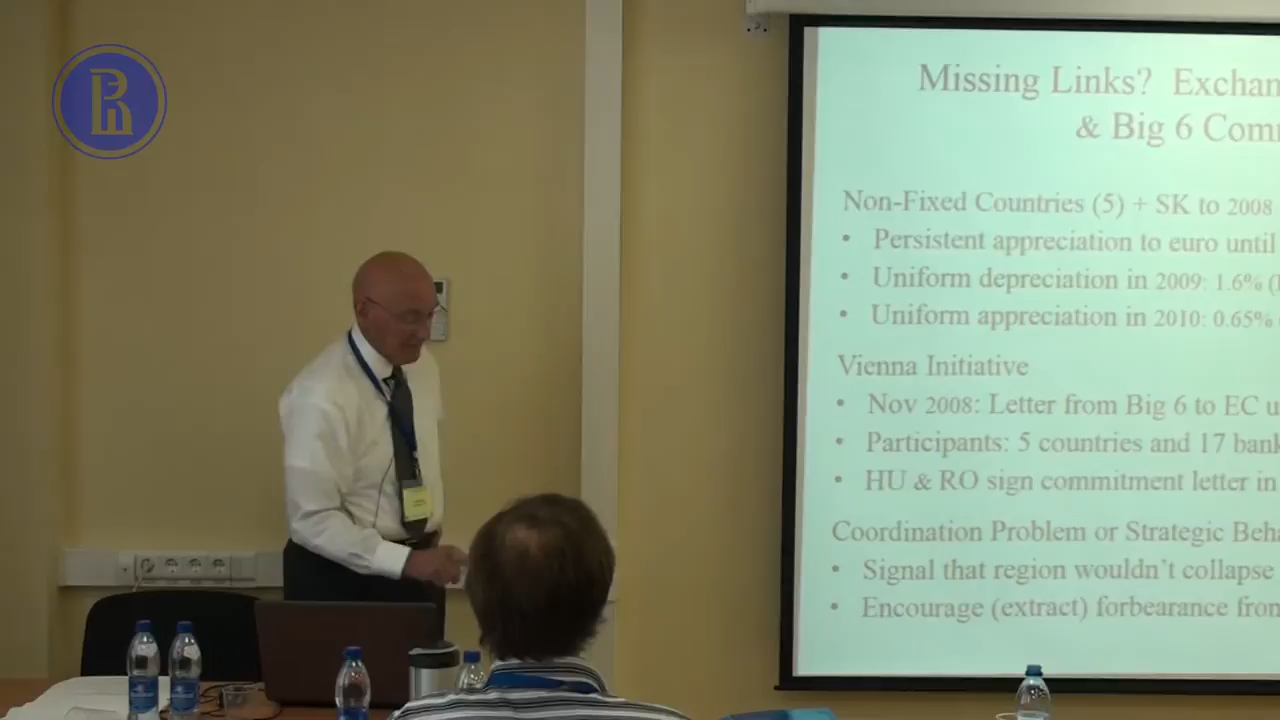 Missing Links? Exchan
& Big 6 Com
Non-Fixed Countries (5) + SK to 2008
• Persistent appreciation to euro until
• Uniform depreciation in 2009: 1.6%
• Uniform appreciation in 2010: 0.65%
Vienna Initiative
• Nov 2008: Letter from Big 6 to EC u
• Participants: 5 countries and 17 bank
• HU & RO sign commitment letter in
Coordination Problem or Strategic Beha
• Signal that region wouldn't collapse
• Encourage (extract) forbearance from